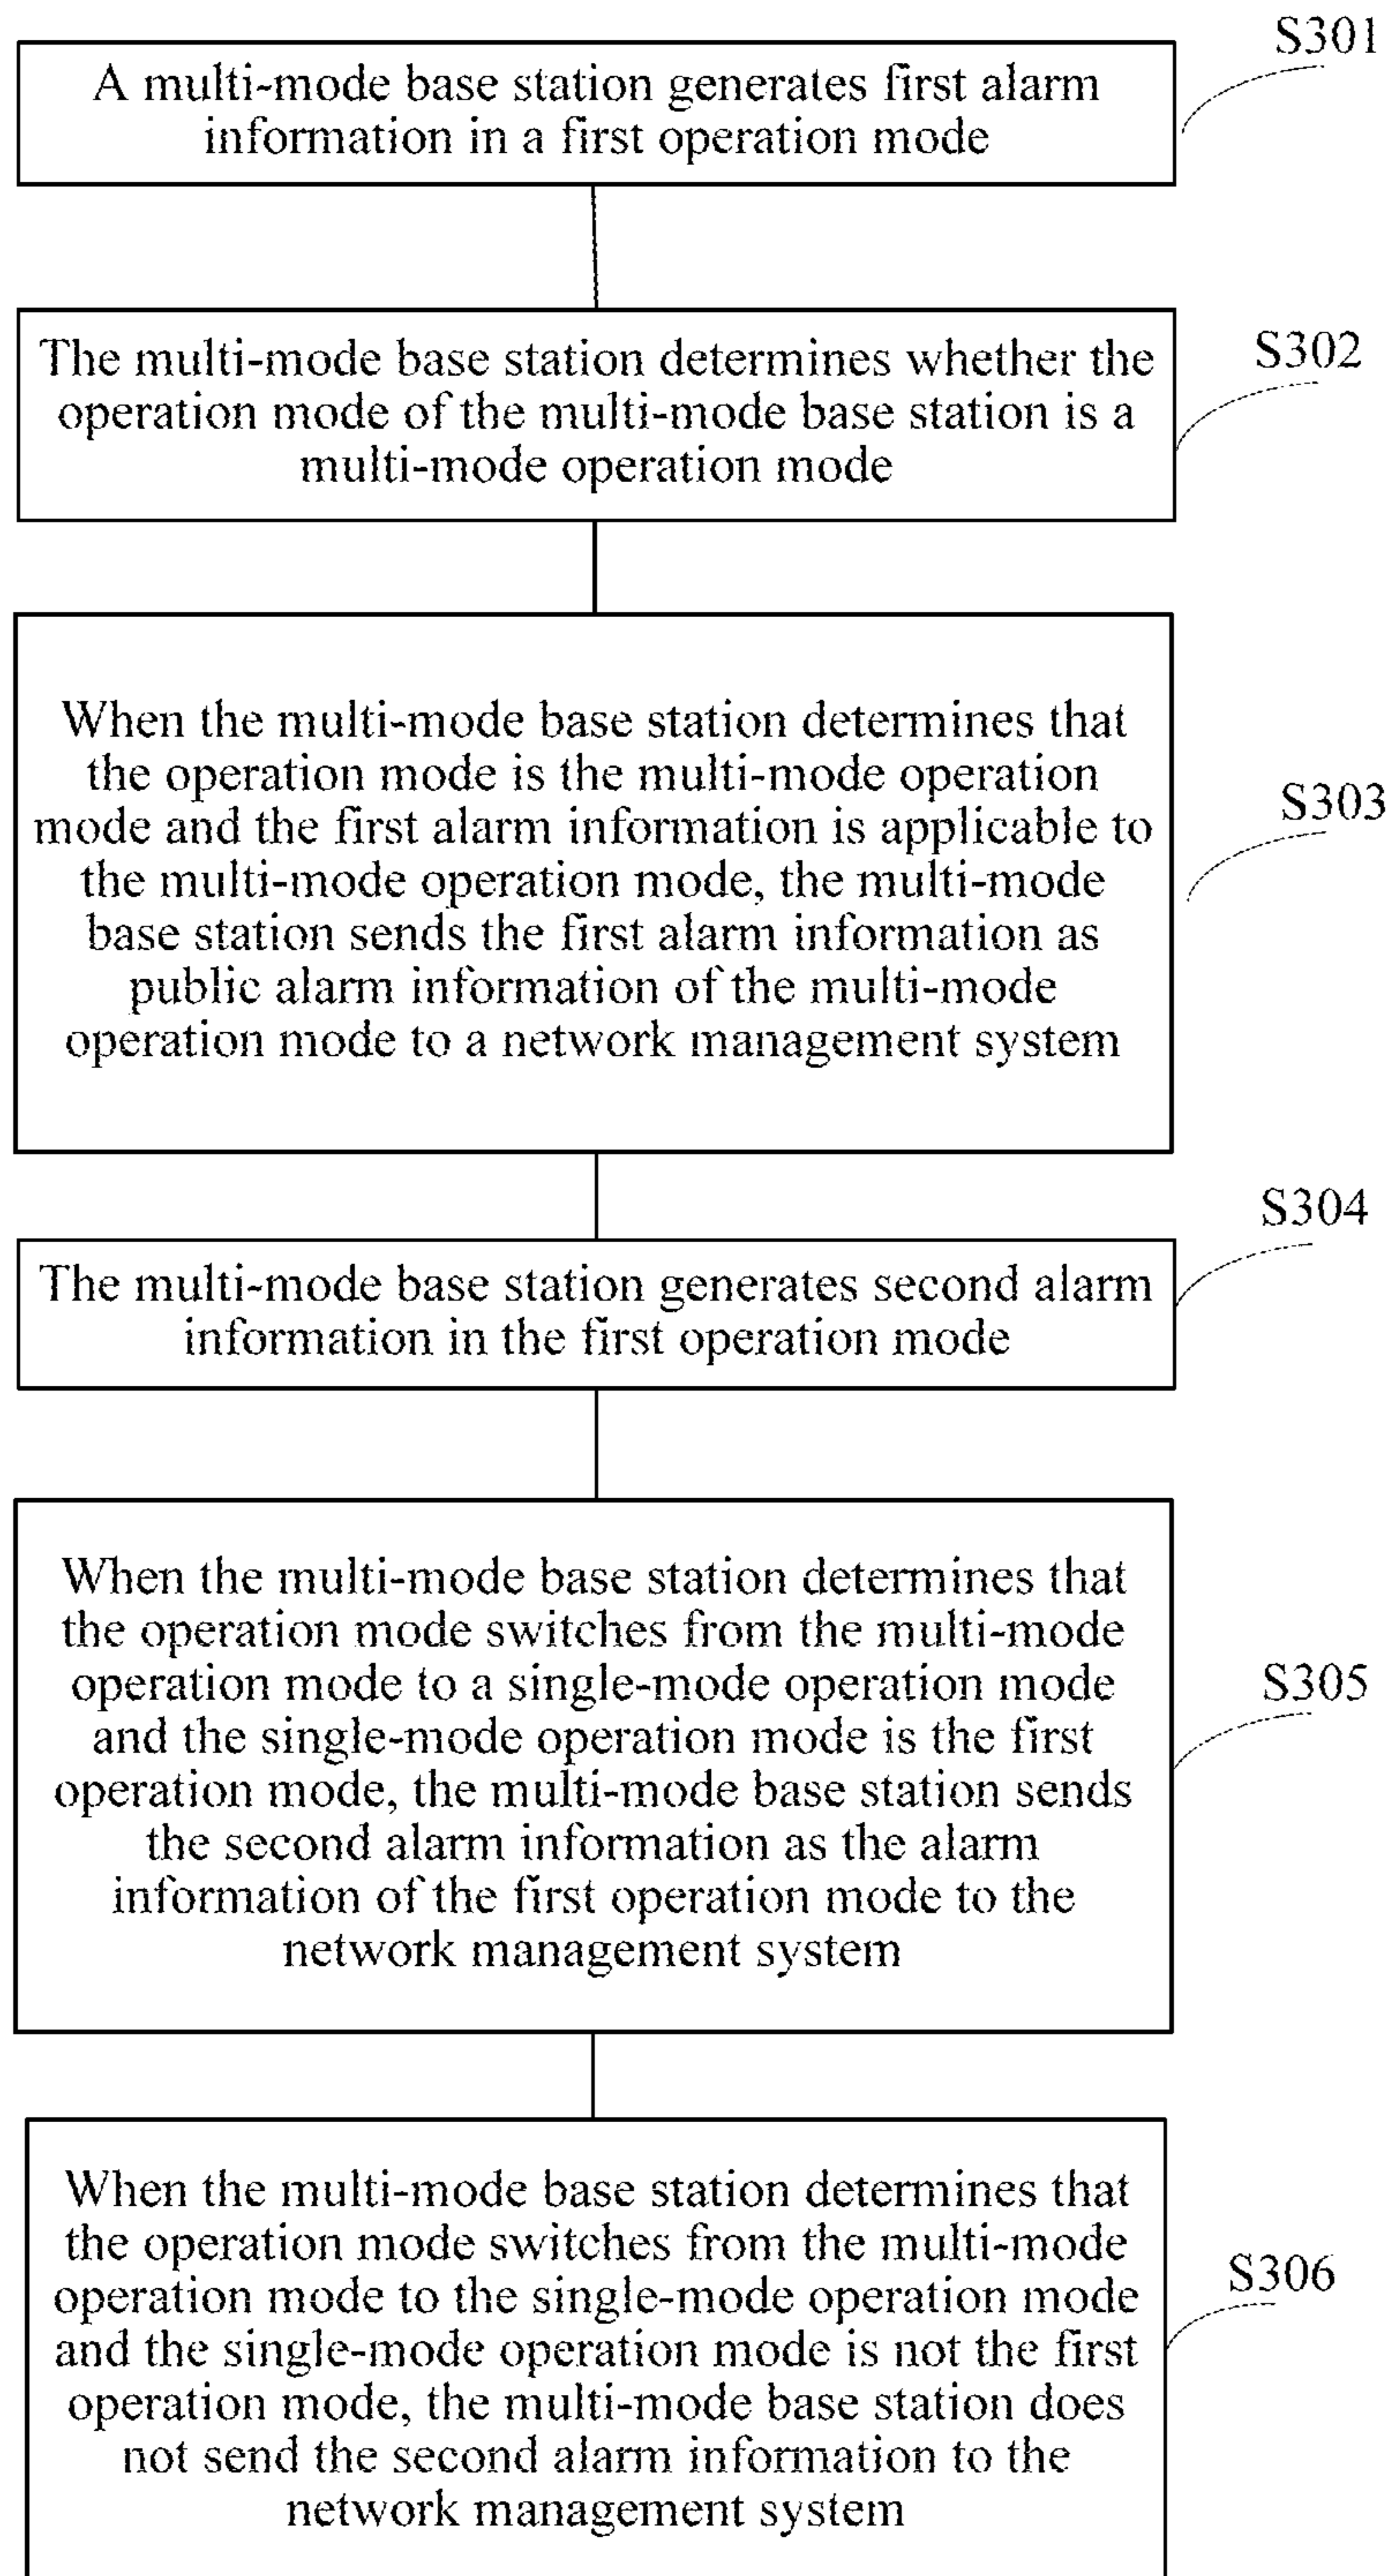 S301
A multi-mode base station generates first alarm
information in a first operation mode
S302
The multi-mode base station determines whether the
operation mode of the multi-mode base station is a
multi-mode operation mode
When the multi-mode base station determines that
the operation mode is the multi-mode operation
mode and the first alarm information is applicable to
the multi-mode operation mode, the multi-mode
base station sends the first alarm information as
public alarm information of the multi-mode
operation mode to a network management system
S303
S304
The multi-mode base station generates second alarm
information in the first operation mode
When the multi-mode base station determines that
the operation mode switches from the multi-mode
operation mode to a single-mode operation mode
and the single-mode operation mode is the first
operation mode, the multi-mode base station sends
the second alarm information as the alarm
information of the first operation mode to the
network management system
S305
When the multi-mode base station determines that
the operation mode switches from the multi-mode
operation mode to the single-mode operation mode
and the single-mode operation mode is not the first
operation mode, the multi-mode base station does
not send the second alarm information to the
network management system
S306